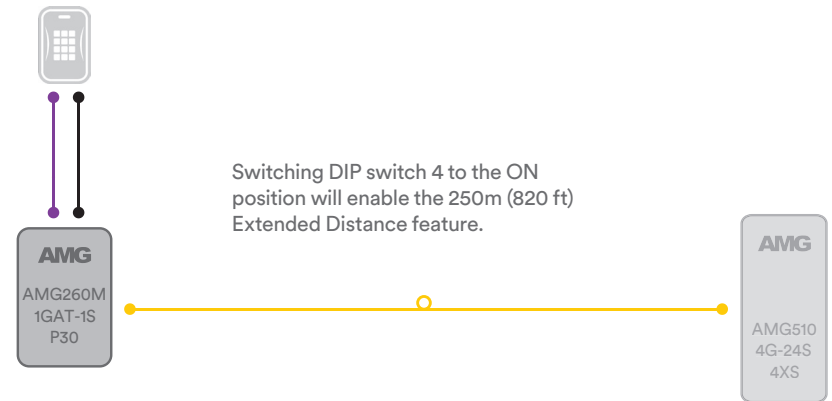 Switching DIP switch 4 to the ON
position will enable the 250m (820 ft)
Extended Distance feature.
AMG
AMG260M
1GAT-1S
P30
AMG
AMG510
4G-24S
4XS